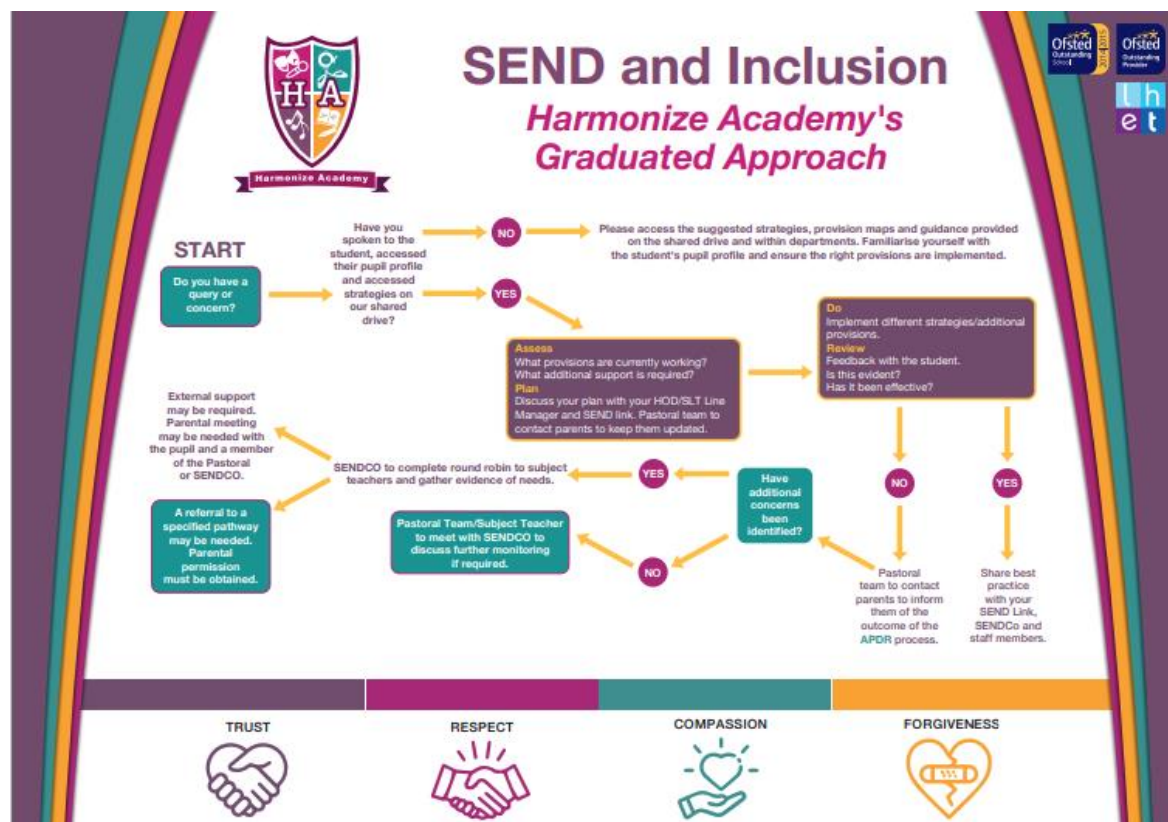 SEND and Inclusion
Harmonize Academy's
Graduated Approach
H A
Harmonize Academy
Ofsted
Outstanding
School
2014|2015
Ofsted
Outstanding
Provider
l h
e t
START
Do you have a
query or
concern?
Have you
spoken to the
student, accessed
their pupil profile
and accessed
strategies on
our shared
drive?
NO
Please access the suggested strategies, provision maps and guidance provided
on the shared drive and within departments. Familiarise yourself with
the student's pupil profile and ensure the right provisions are implemented.
YES
Assess
What provisions are currently working?
What additional support is required?
Plan
Discuss your plan with your HOD/SLT Line
Manager and SEND link. Pastoral team to
contact parents to keep them updated.
Do
Implement different strategies/additional
provisions.
Review
Feedback with the student.
Is this evident?
Has it been effective?
NO
YES
Pastoral
team to contact
parents to inform
them of the
outcome of the
APDR process.
Share best
practice
with your
SEND Link,
SENDCo and
staff members.
Have
additional
concerns
been
identified?
YES
NO
SENDCO to complete round robin to subject
teachers and gather evidence of needs.
Pastoral Team/Subject Teacher
to meet with SENDCO to
discuss further monitoring
if required.
External support
may be required.
Parental meeting
may be needed with
the pupil and a member
of the Pastoral
or SENDCO.
A referral to a
specified pathway
may be needed.
Parental
permission
must be obtained.
TRUST
RESPECT
COMPASSION
FORGIVENESS